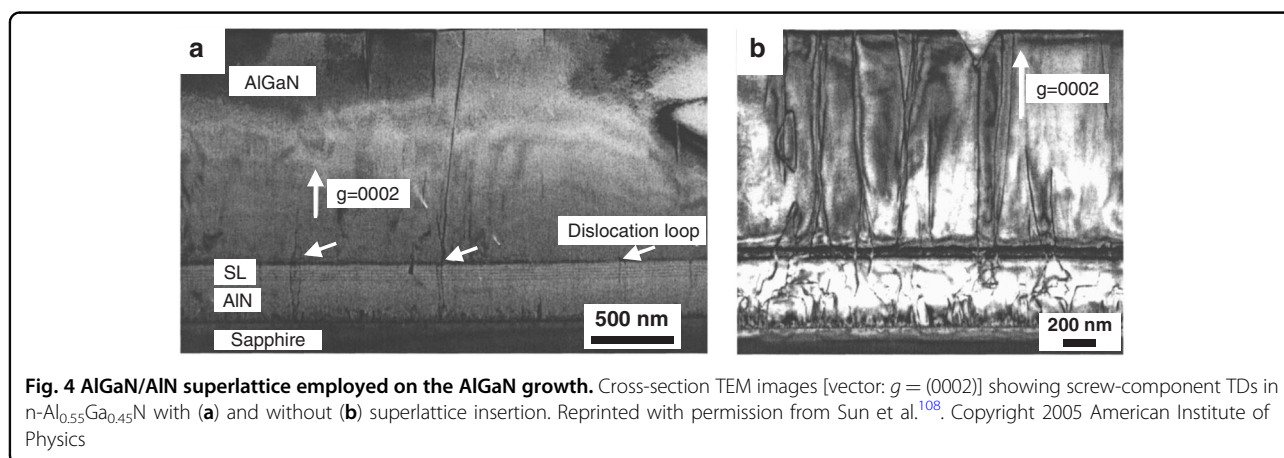 a
AlGaN
g=0002
Dislocation loop
SL
AlN
Sapphire
500 nm
b
g=0002
200 nm
Fig. 4 AlGaN/AlN superlattice employed on the AlGaN growth. Cross-section TEM images [vector: g = (0002)] showing screw-component TDs in
n-Al0.55Ga0.45N with (a) and without (b) superlattice insertion. Reprinted with permission from Sun et al.108. Copyright 2005 American Institute of
Physics